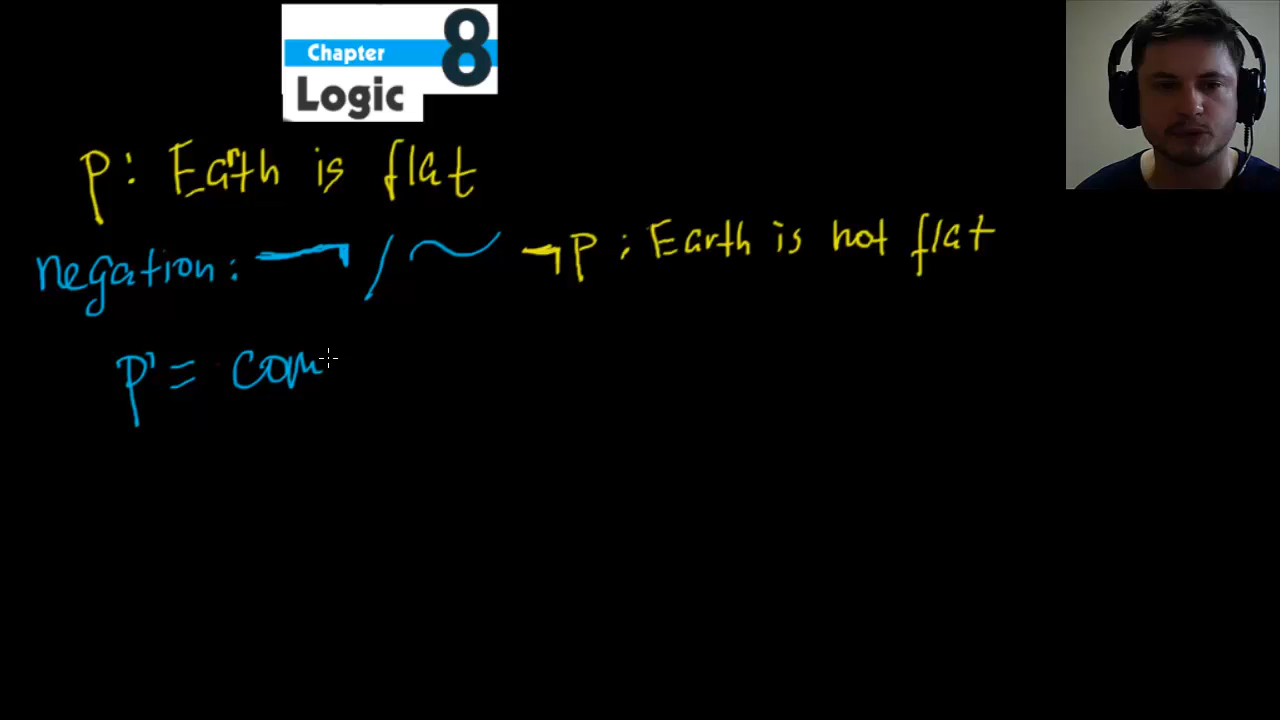 Chapter 8
Logic
p: Earth is flat
negation: ¬ / ~ ¬p: Earth is not flat
p' = com